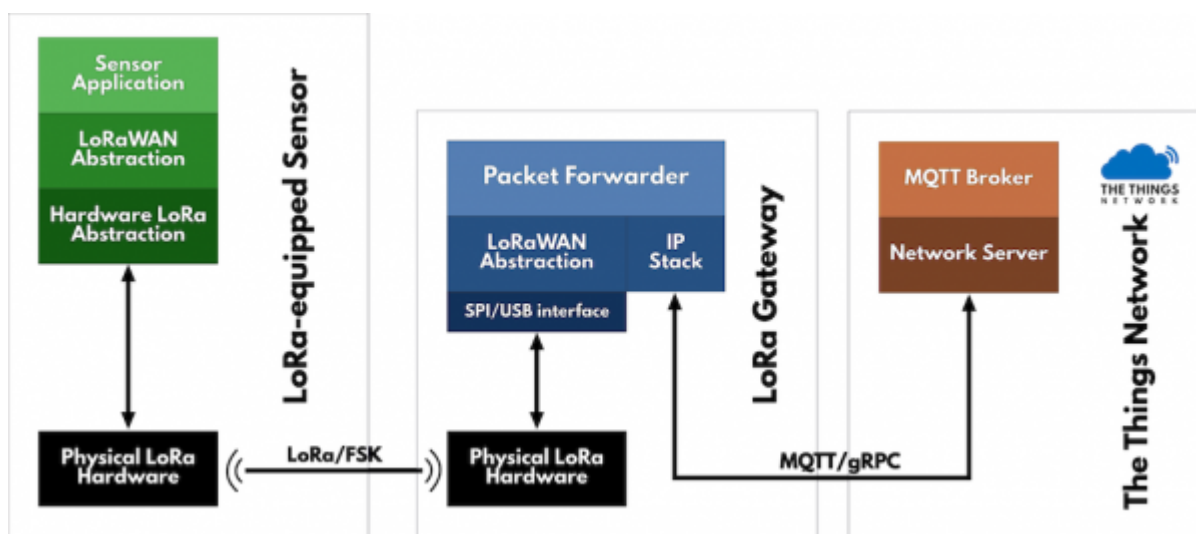 Sensor
Application
LoRaWAN
Abstraction
Hardware LoRa
Abstraction
Physical LoRa
Hardware
LoRa-equipped Sensor
LoRa/FSK
Packet Forwarder
LoRaWAN
Abstraction
IP
Stack
SPI/USB interface
Physical LoRa
Hardware
LoRa Gateway
MQTT/gRPC
MQTT Broker
Network Server
THE THINGS
NETWORK
The Things Network